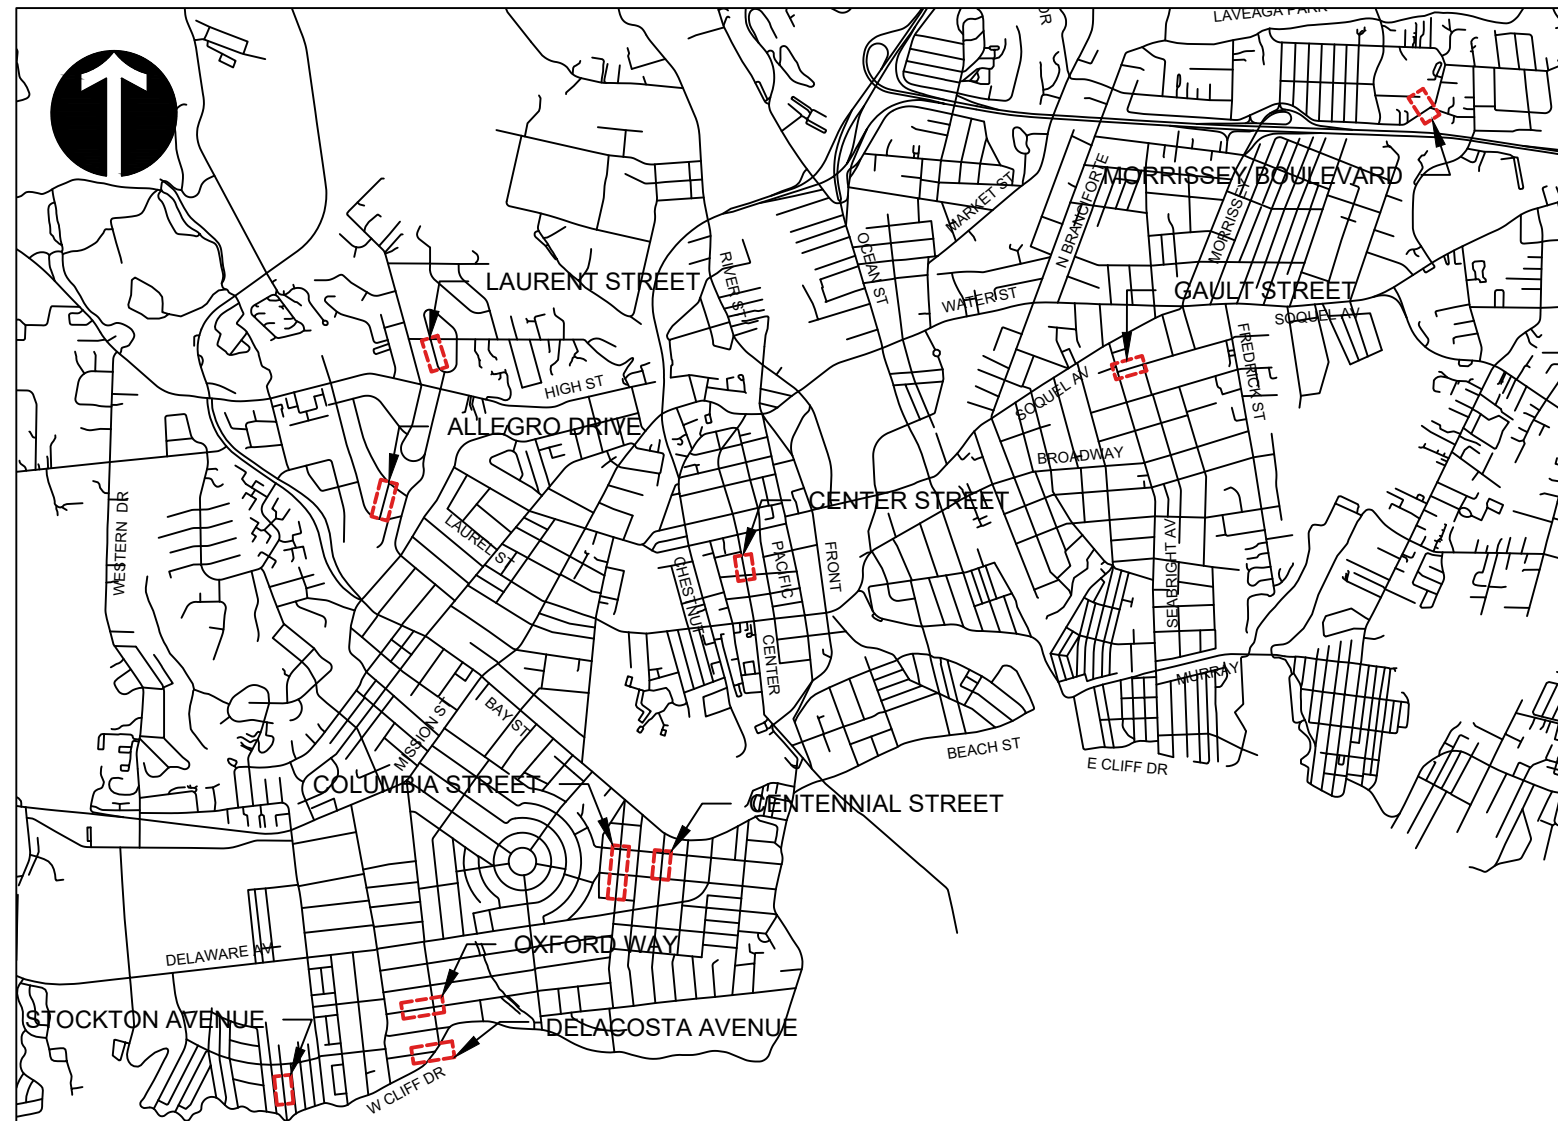 LAVEAGA PARK
DR
MORRISSEY BOULEVARD
MARKET ST
N BRANCIFORTE
MORRISSEY
OCEAN ST
RIVER ST
LAURENT STREET
WATER ST
GAULT STREET
SOQUEL AV
FREDRICK ST
HIGH ST
SOQUEL AV
ALLEGRO DRIVE
BROADWAY
CENTER STREET
WESTERN DR
LAUREL ST
CHESTNUT
PACIFIC
FRONT
SEABRIGHT AV
CENTER
MURRAY
BAY ST
MISSION ST
BEACH ST
E CLIFF DR
COLUMBIA STREET
CENTENNIAL STREET
DELAWARE AV
OXFORD WAY
STOCKTON AVENUE
DELACOSTA AVENUE
W CLIFF DR